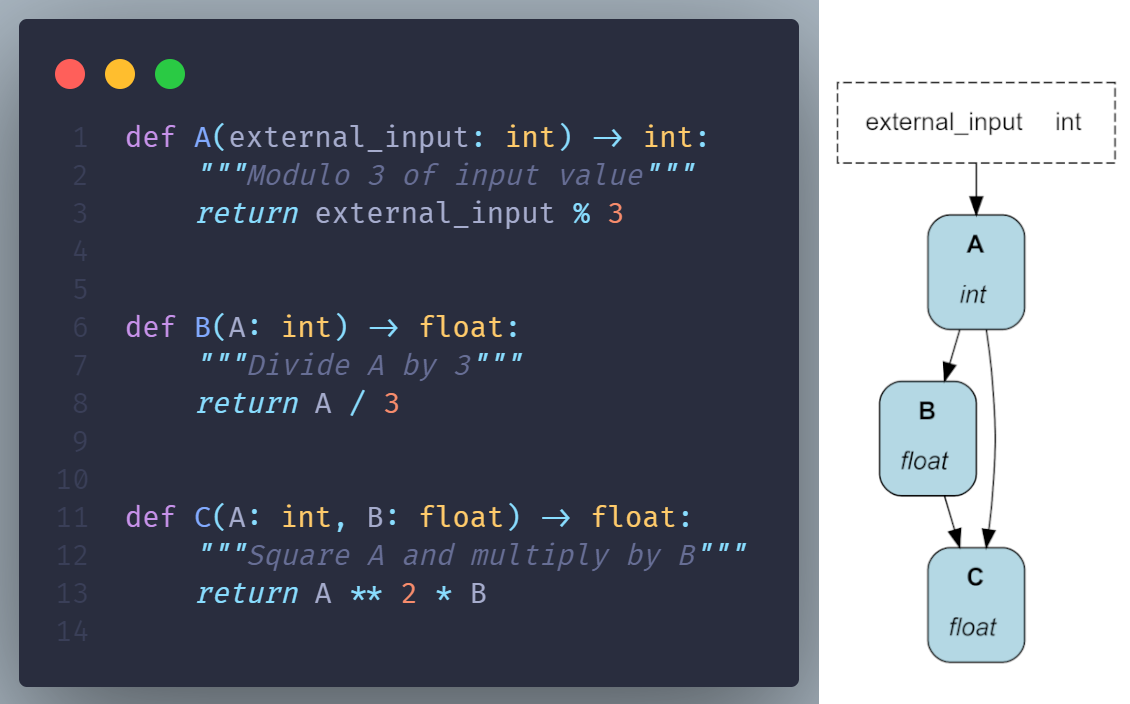 1 def A(external_input: int) → int:
2 """Modulo 3 of input value"""
3 return external_input % 3
4
5
6 def B(A: int) → float:
7 """Divide A by 3"""
8 return A / 3
9
10
11 def C(A: int, B: float) → float:
12 """Square A and multiply by B"""
13 return A ** 2 * B
14
external_input int
A
int
B
float
C
float